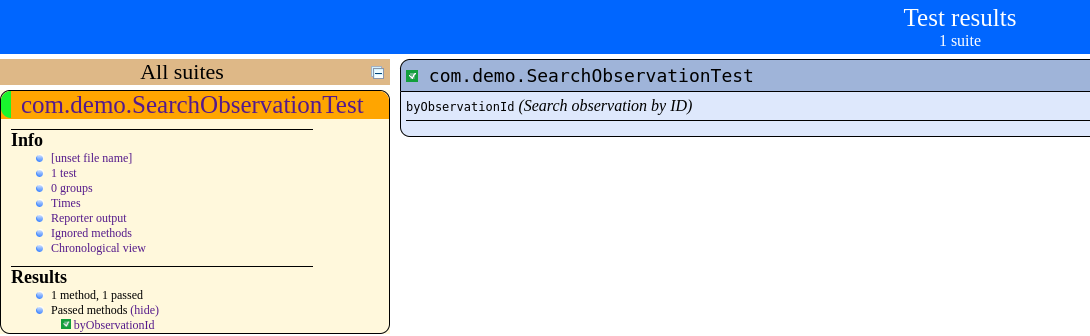 Test results
1 suite
All suites
com.demo.SearchObservationTest
Info
[unset file name]
1 test
0 groups
Times
Reporter output
Ignored methods
Chronological view
Results
1 method, 1 passed
Passed methods (hide)
byObservationId
com.demo.SearchObservationTest
byObservationId (Search observation by ID)